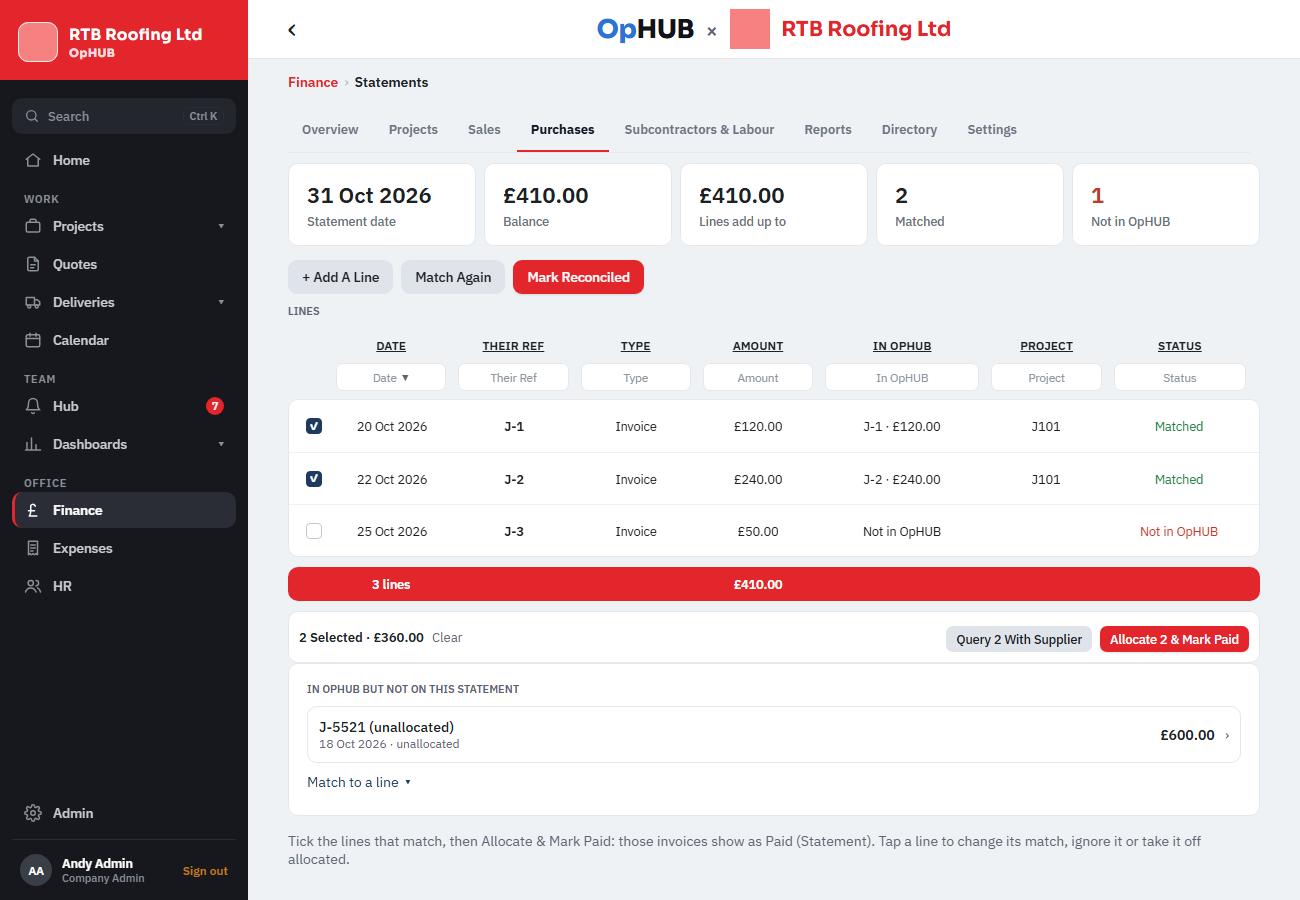 RTB Roofing Ltd
OpHUB
Search Ctrl K
Home
WORK
Projects
Quotes
Deliveries
Calendar
TEAM
Hub 7
Dashboards
OFFICE
£ Finance
Expenses
HR
Admin
AA Andy Admin
Company Admin
Sign out
OpHUB × RTB Roofing Ltd
Finance › Statements
Overview Projects Sales Purchases Subcontractors & Labour Reports Directory Settings
31 Oct 2026
Statement date
£410.00
Balance
£410.00
Lines add up to
2
Matched
1
Not in OpHUB
+ Add A Line Match Again Mark Reconciled
LINES
DATE THEIR REF TYPE AMOUNT IN OPHUB PROJECT STATUS
Date ▼ Their Ref Type Amount In OpHUB Project Status
20 Oct 2026 J-1 Invoice £120.00 J-1 · £120.00 J101 Matched
22 Oct 2026 J-2 Invoice £240.00 J-2 · £240.00 J101 Matched
25 Oct 2026 J-3 Invoice £50.00 Not in OpHUB Not in OpHUB
3 lines £410.00
2 Selected · £360.00 Clear Query 2 With Supplier Allocate 2 & Mark Paid
IN OPHUB BUT NOT ON THIS STATEMENT
J-5521 (unallocated)
18 Oct 2026 · unallocated
£600.00 ›
Match to a line ▾
Tick the lines that match, then Allocate & Mark Paid: those invoices show as Paid (Statement). Tap a line to change its match, ignore it or take it off
allocated.